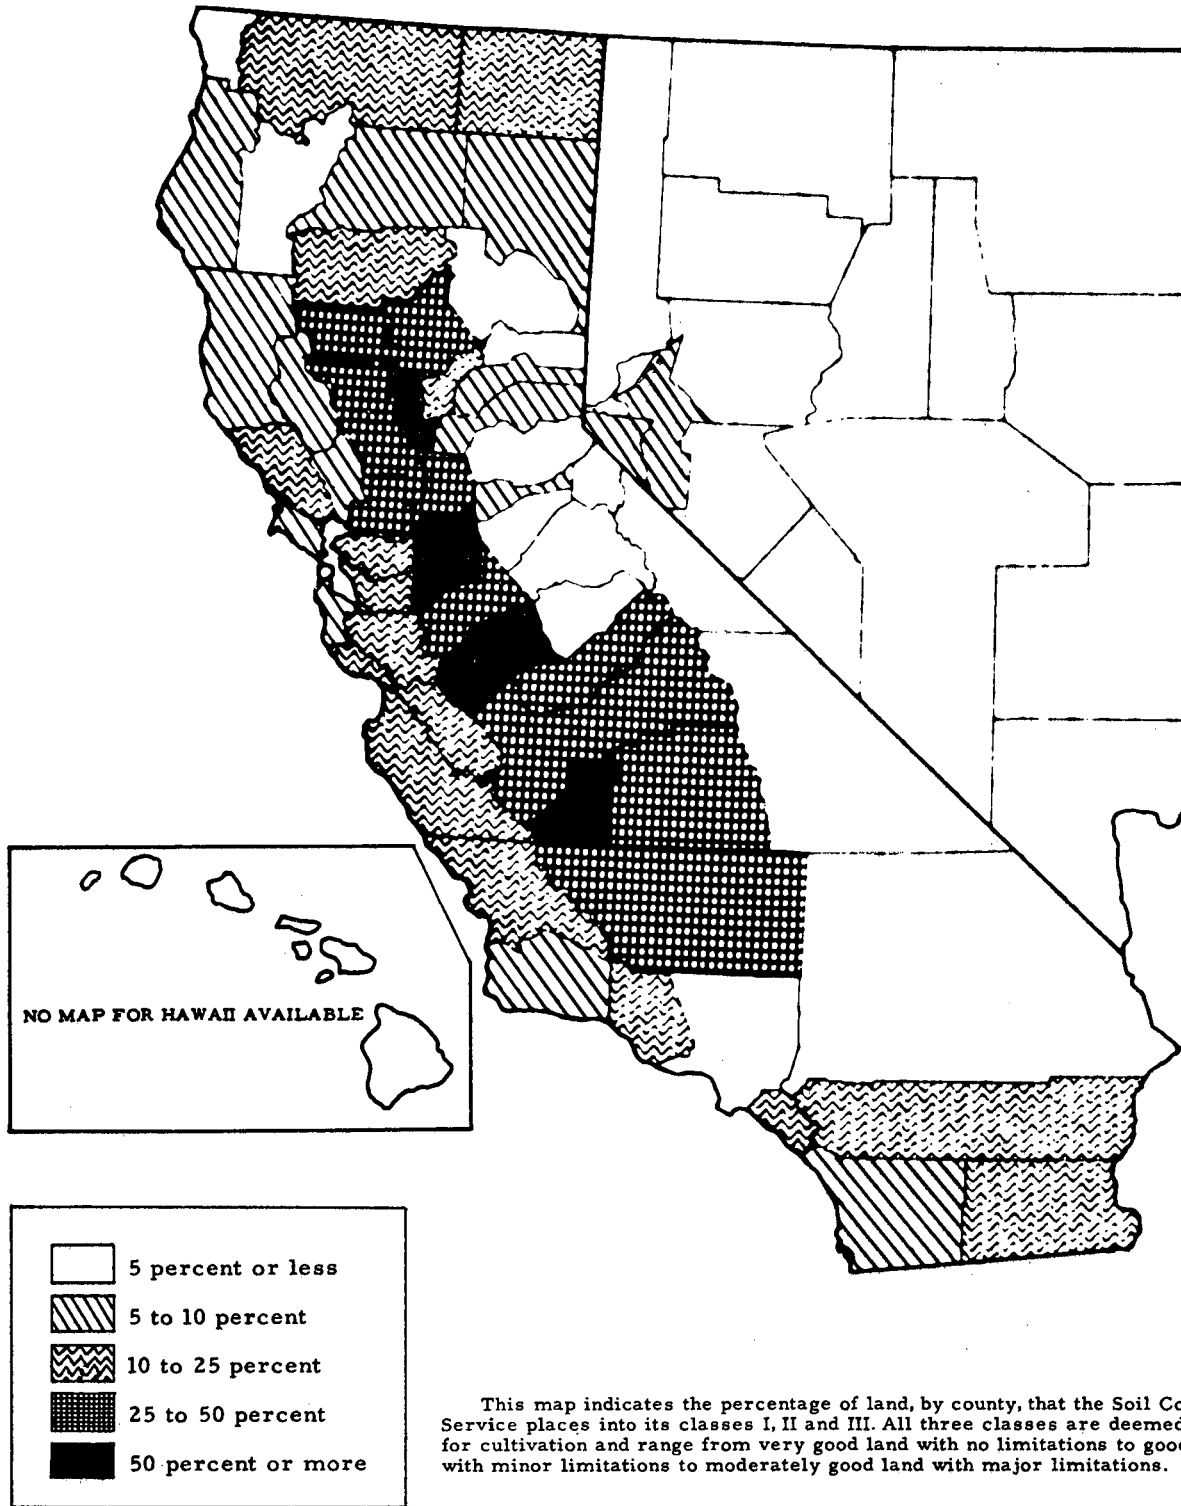 NO MAP FOR HAWAII AVAILABLE
5 percent or less
5 to 10 percent
10 to 25 percent
25 to 50 percent
50 percent or more
This map indicates the percentage of land, by county, that the Soil Co
Service places into its classes I, II and III. All three classes are deemed
for cultivation and range from very good land with no limitations to good
with minor limitations to moderately good land with major limitations.